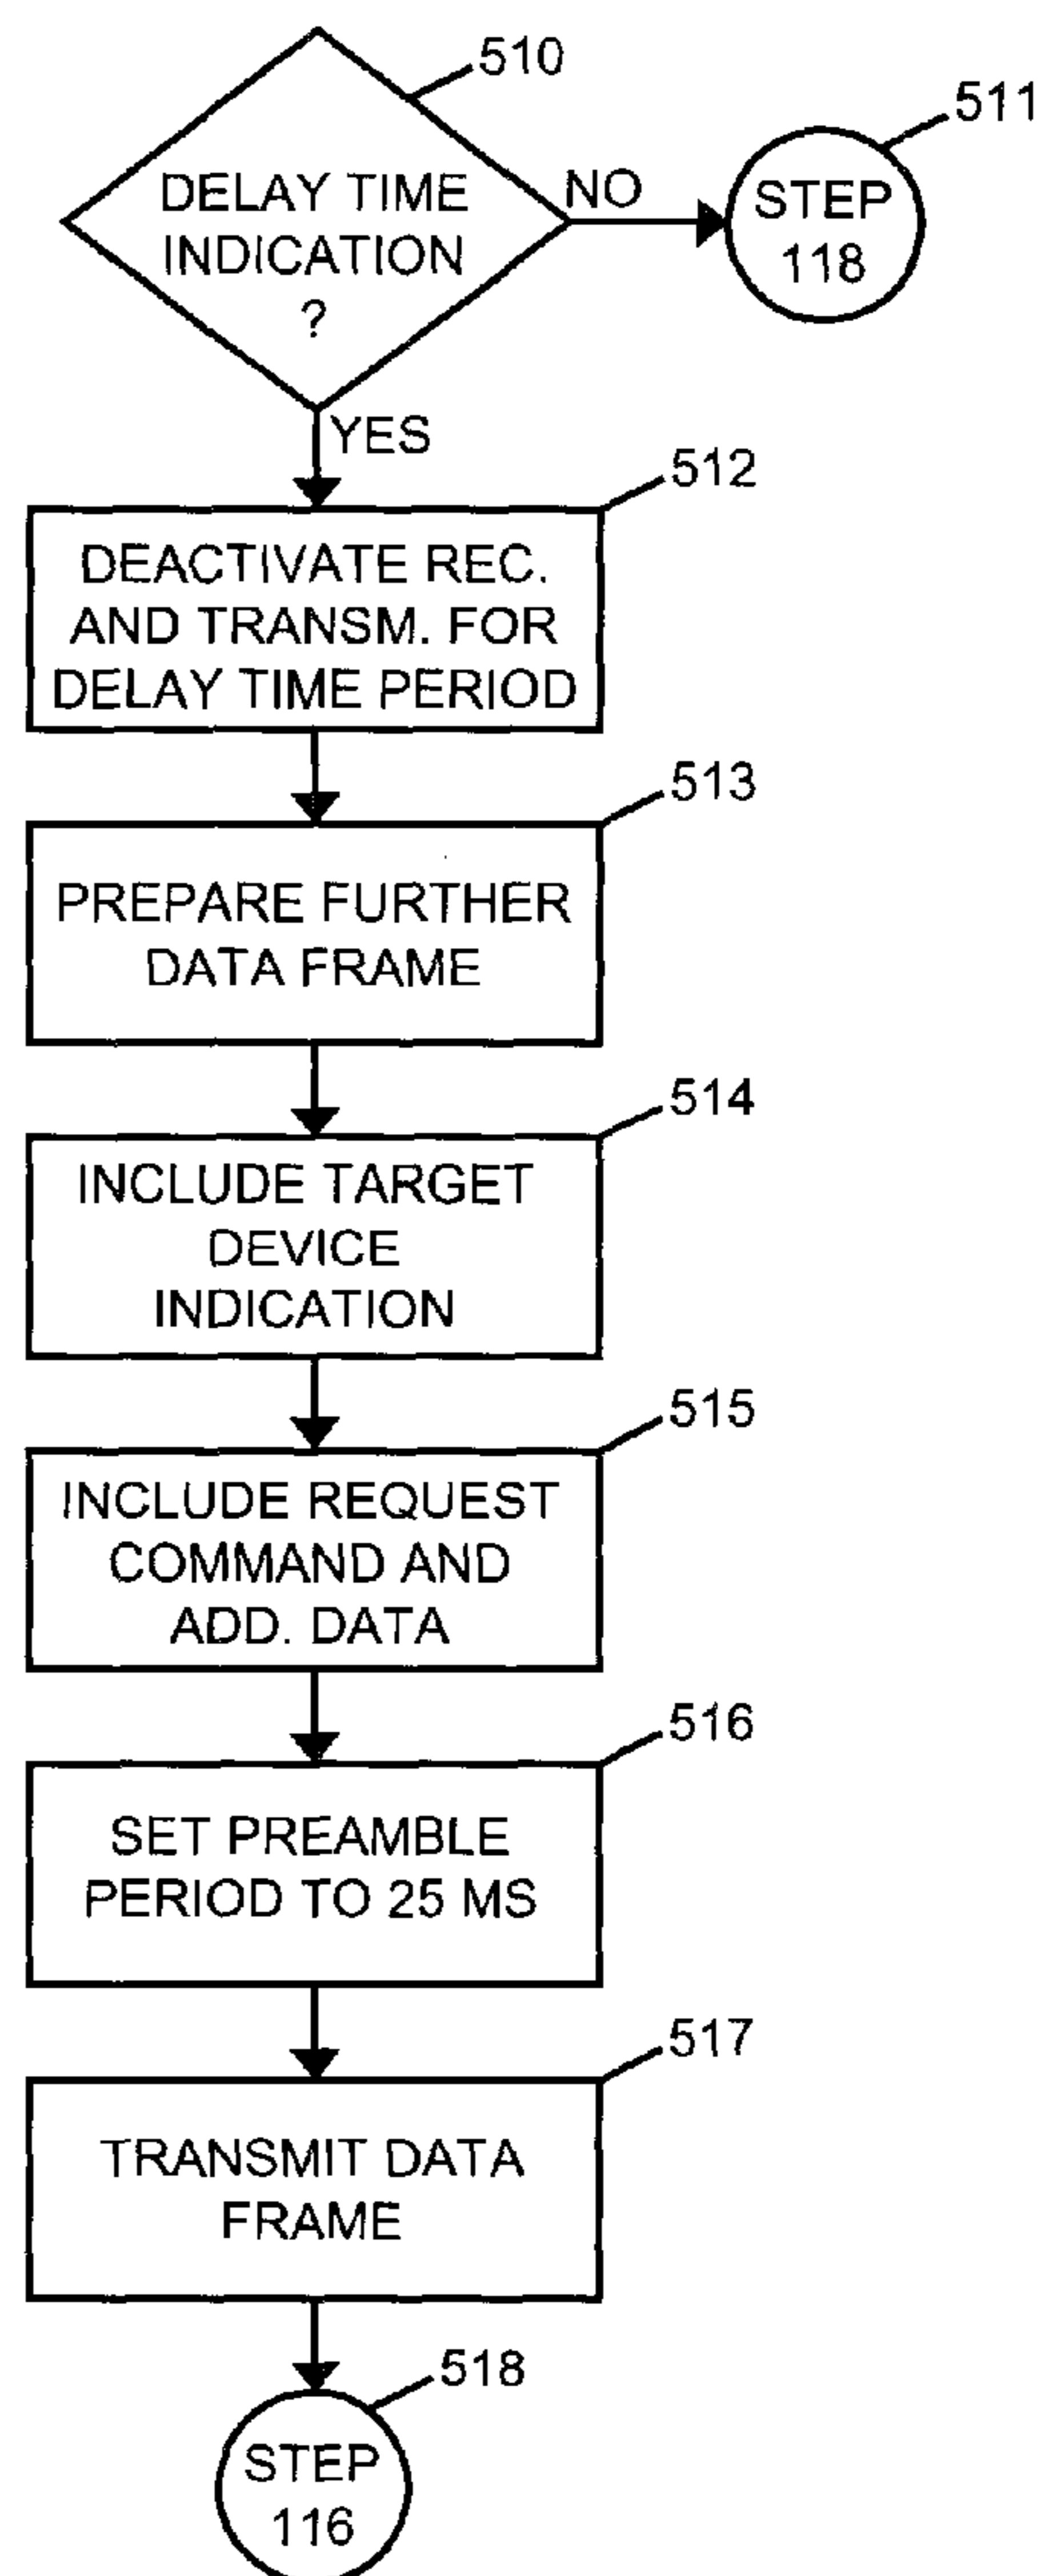 510
511
DELAY TIME
INDICATION
?
NO
STEP
118
YES
512
DEACTIVATE REC.
AND TRANSM. FOR
DELAY TIME PERIOD
513
PREPARE FURTHER
DATA FRAME
514
INCLUDE TARGET
DEVICE
INDICATION
515
INCLUDE REQUEST
COMMAND AND
ADD. DATA
516
SET PREAMBLE
PERIOD TO 25 MS
517
TRANSMIT DATA
FRAME
518
STEP
116